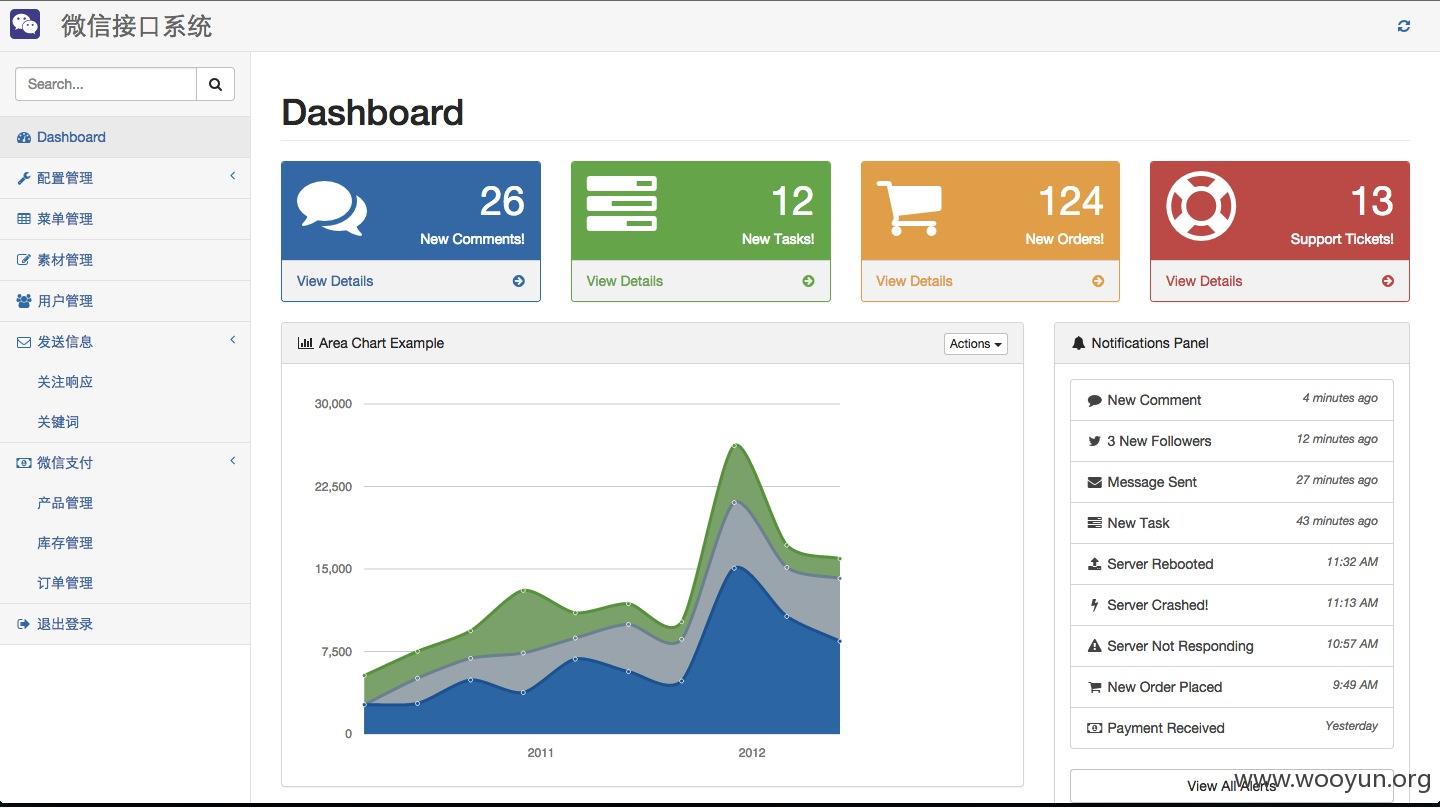 微信接口系统
Search...
Dashboard
配置管理
菜单管理
素材管理
用户管理
发送信息
关注响应
关键词
微信支付
产品管理
库存管理
订单管理
退出登录
Dashboard
26
New Comments!
View Details
12
New Tasks!
View Details
124
New Orders!
View Details
13
Support Tickets!
View Details
Area Chart Example
Actions
30,000
22,500
15,000
7,500
0
2011
2012
Notifications Panel
New Comment 4 minutes ago
3 New Followers 12 minutes ago
Message Sent 27 minutes ago
New Task 43 minutes ago
Server Rebooted 11:32 AM
Server Crashed! 11:13 AM
Server Not Responding 10:57 AM
New Order Placed 9:49 AM
Payment Received Yesterday
View All Alerts
www.wooyun.org